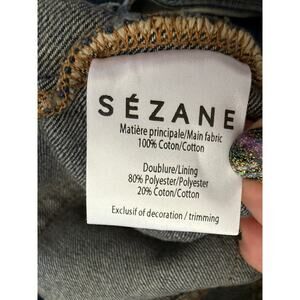 SÉZANE
Matière principale/Main fabric
100% Coton/Cotton
Doublure/Lining
80% Polyester/Polyester
20% Coton/Cotton
Exclusif of decoration / trimming